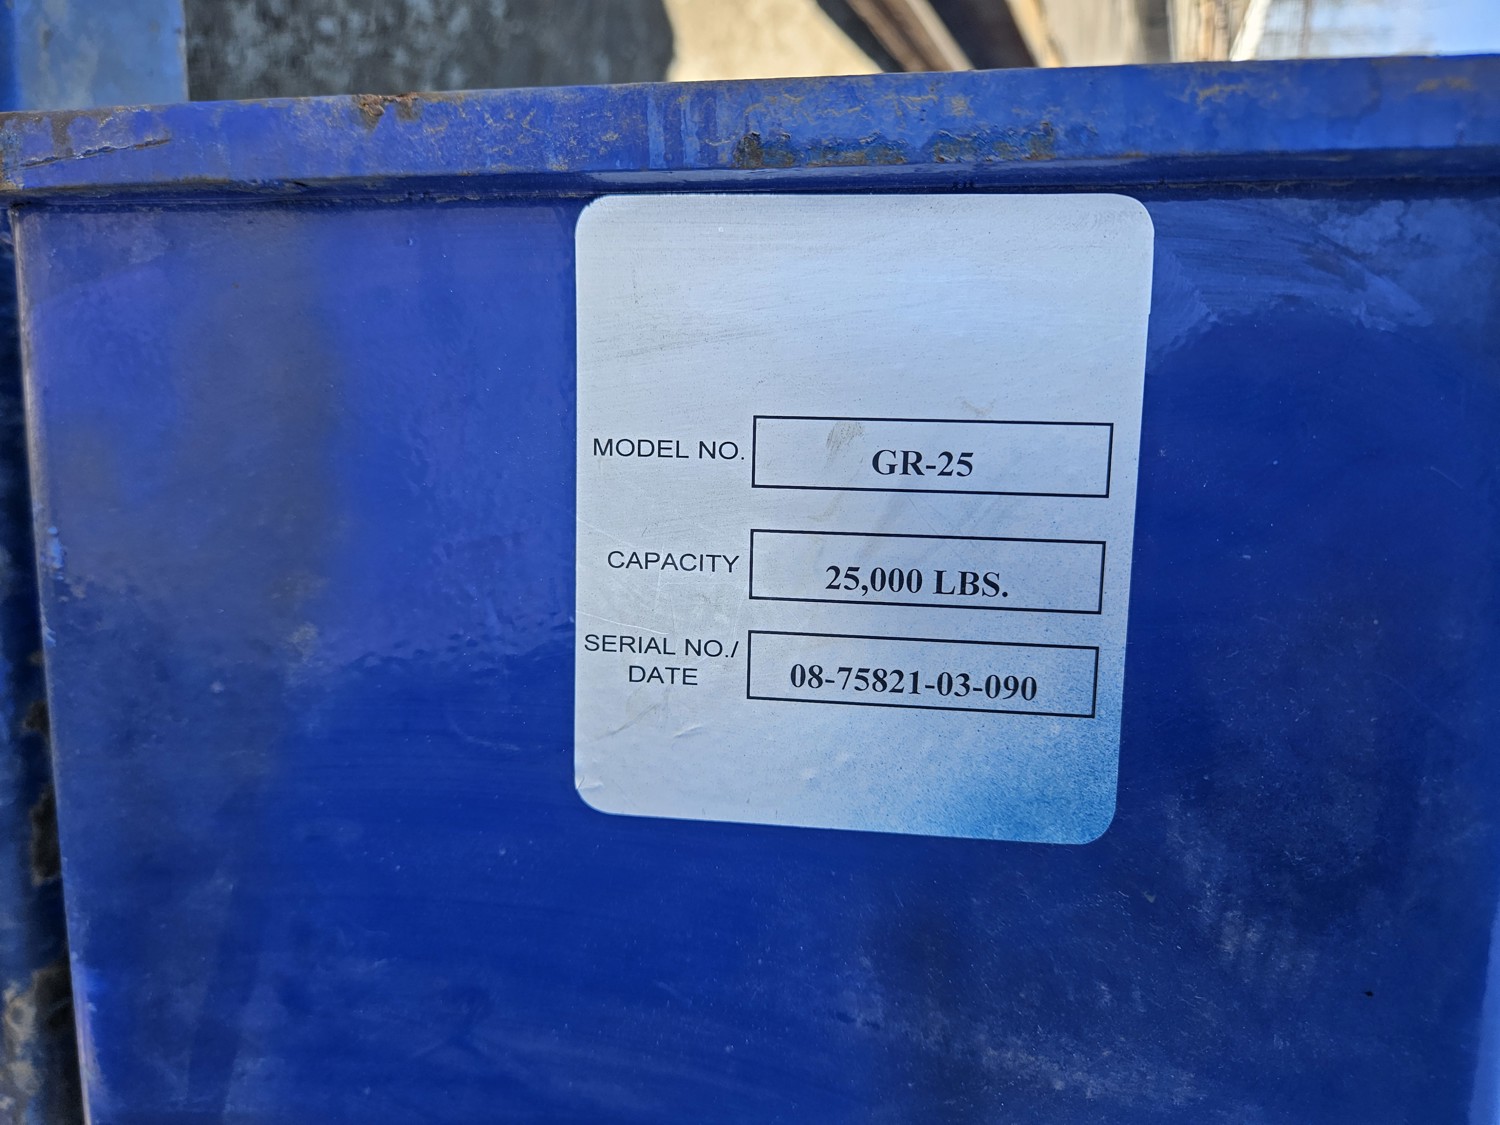 MODEL NO. GR-25
CAPACITY 25,000 LBS.
SERIAL NO./
DATE 08-75821-03-090